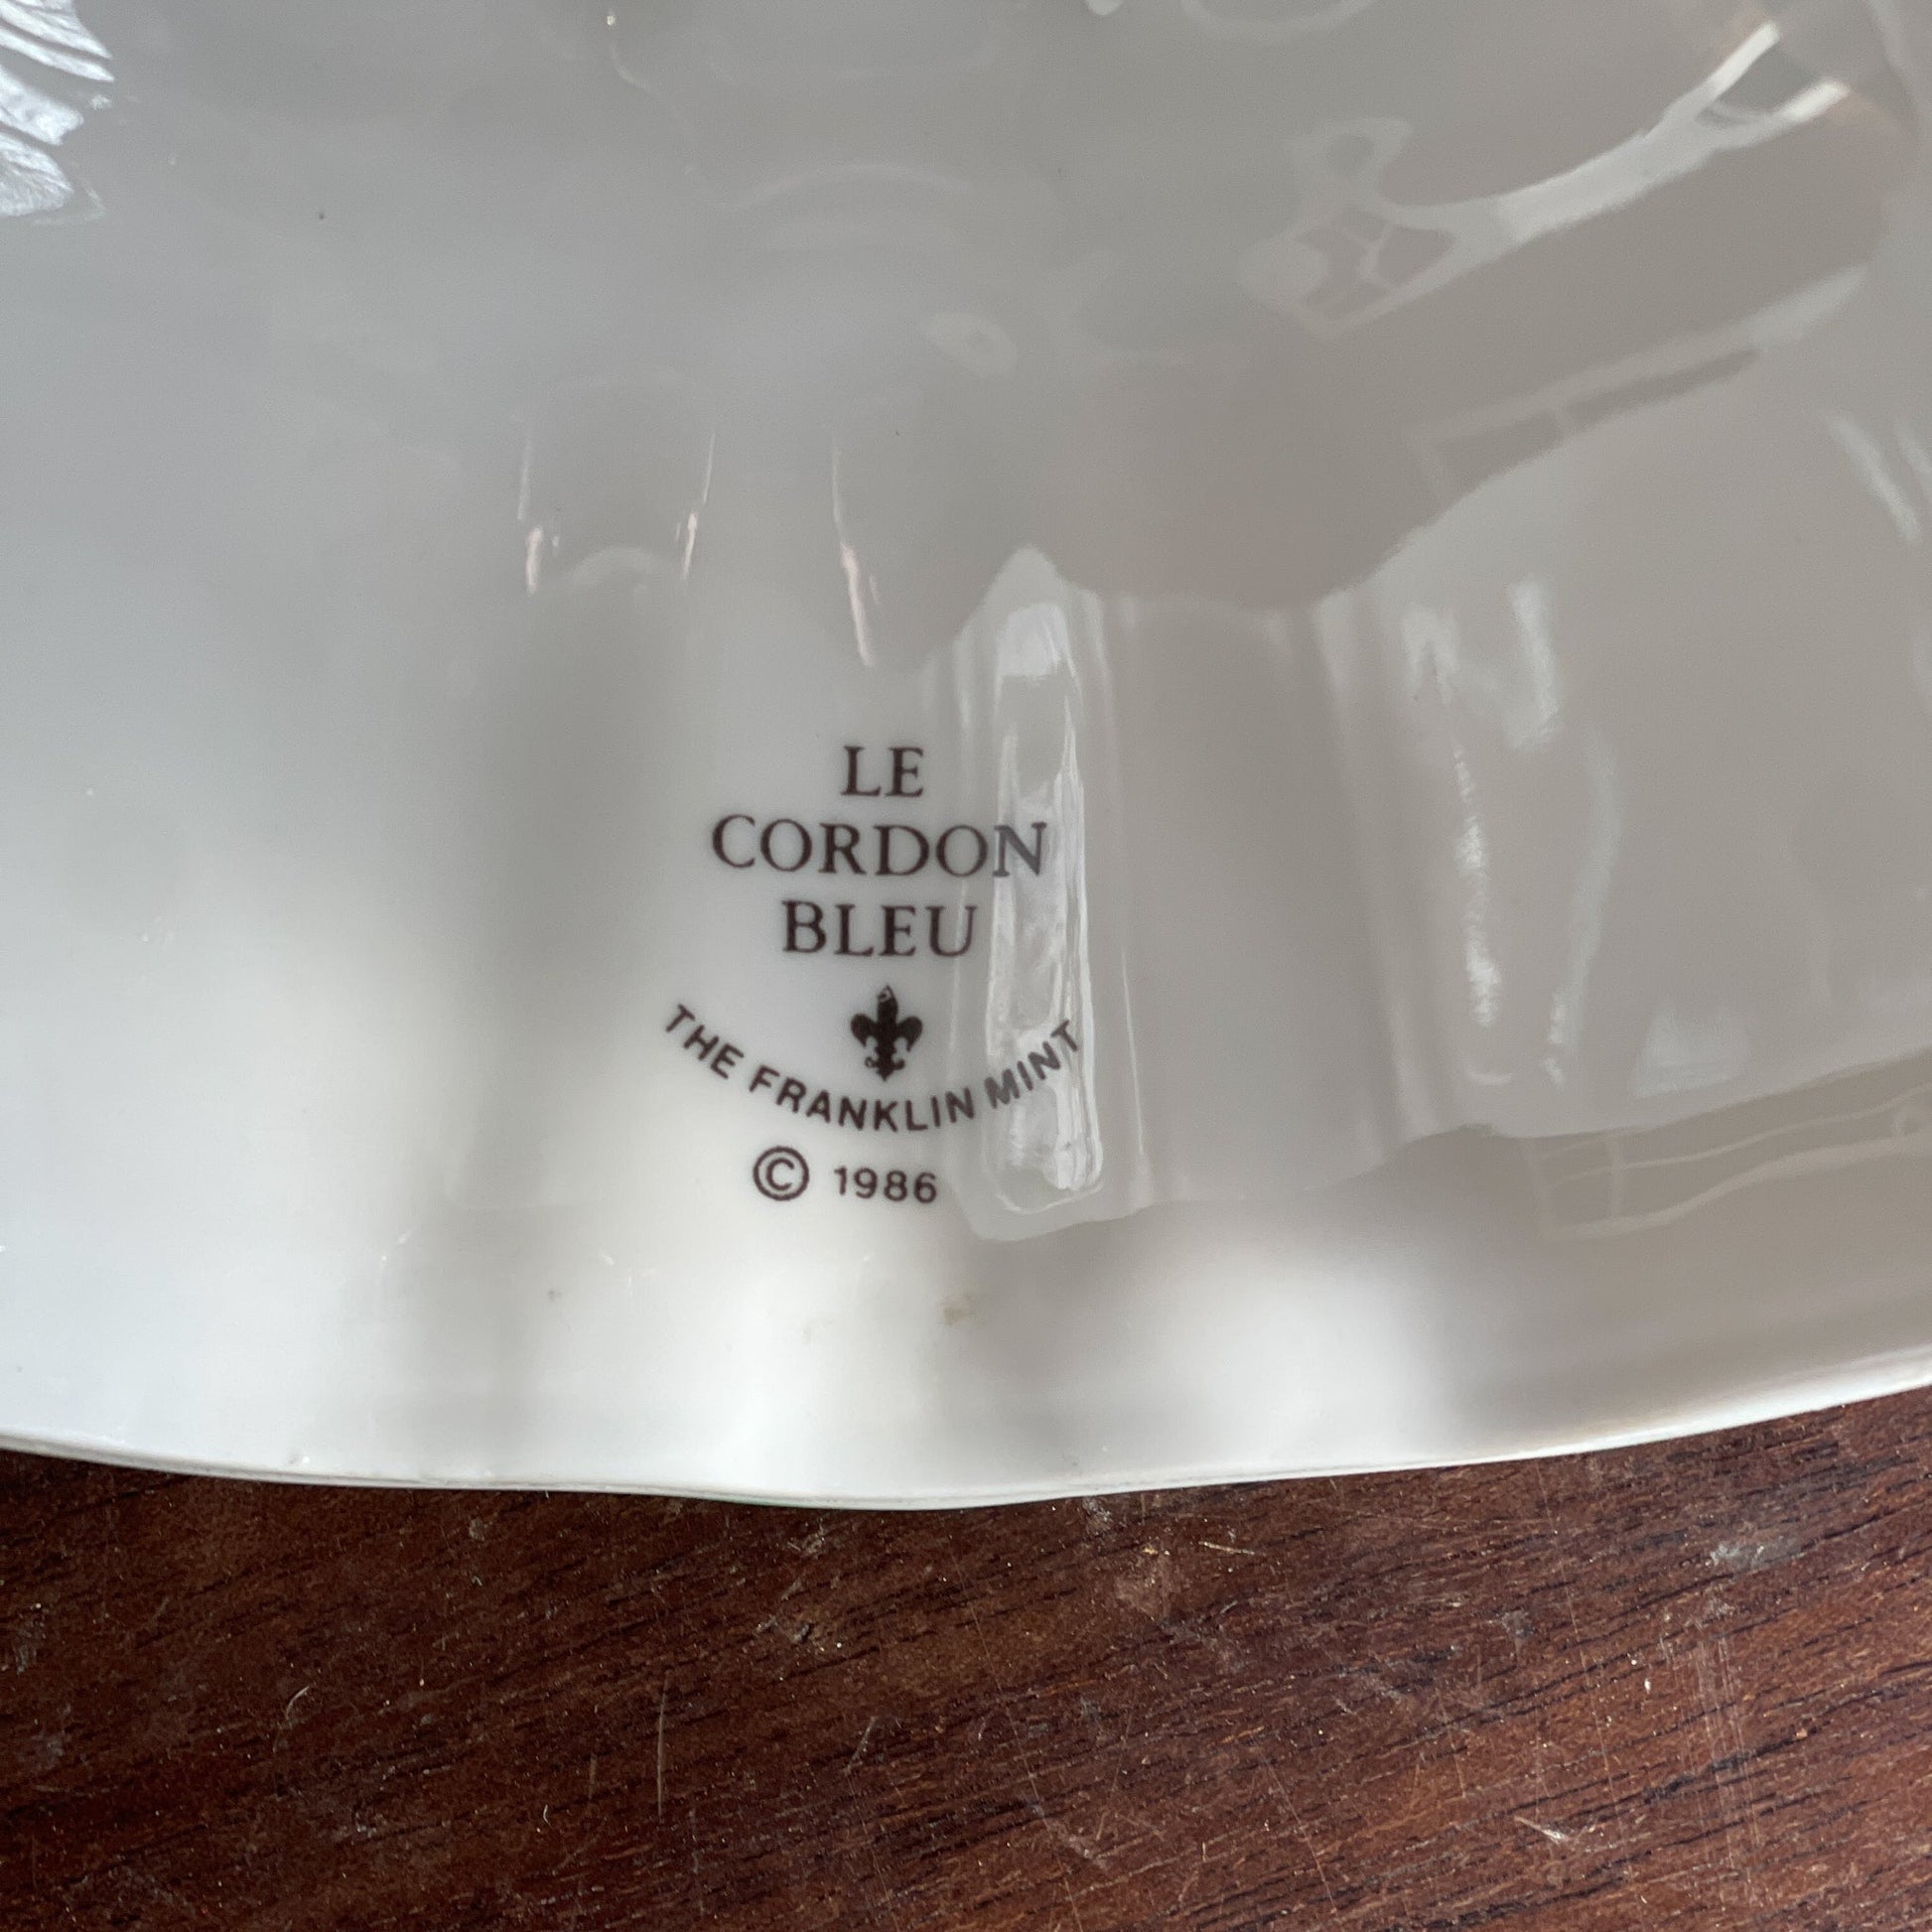 LE
CORDON
BLEU
THE FRANKLIN MINT
© 1986